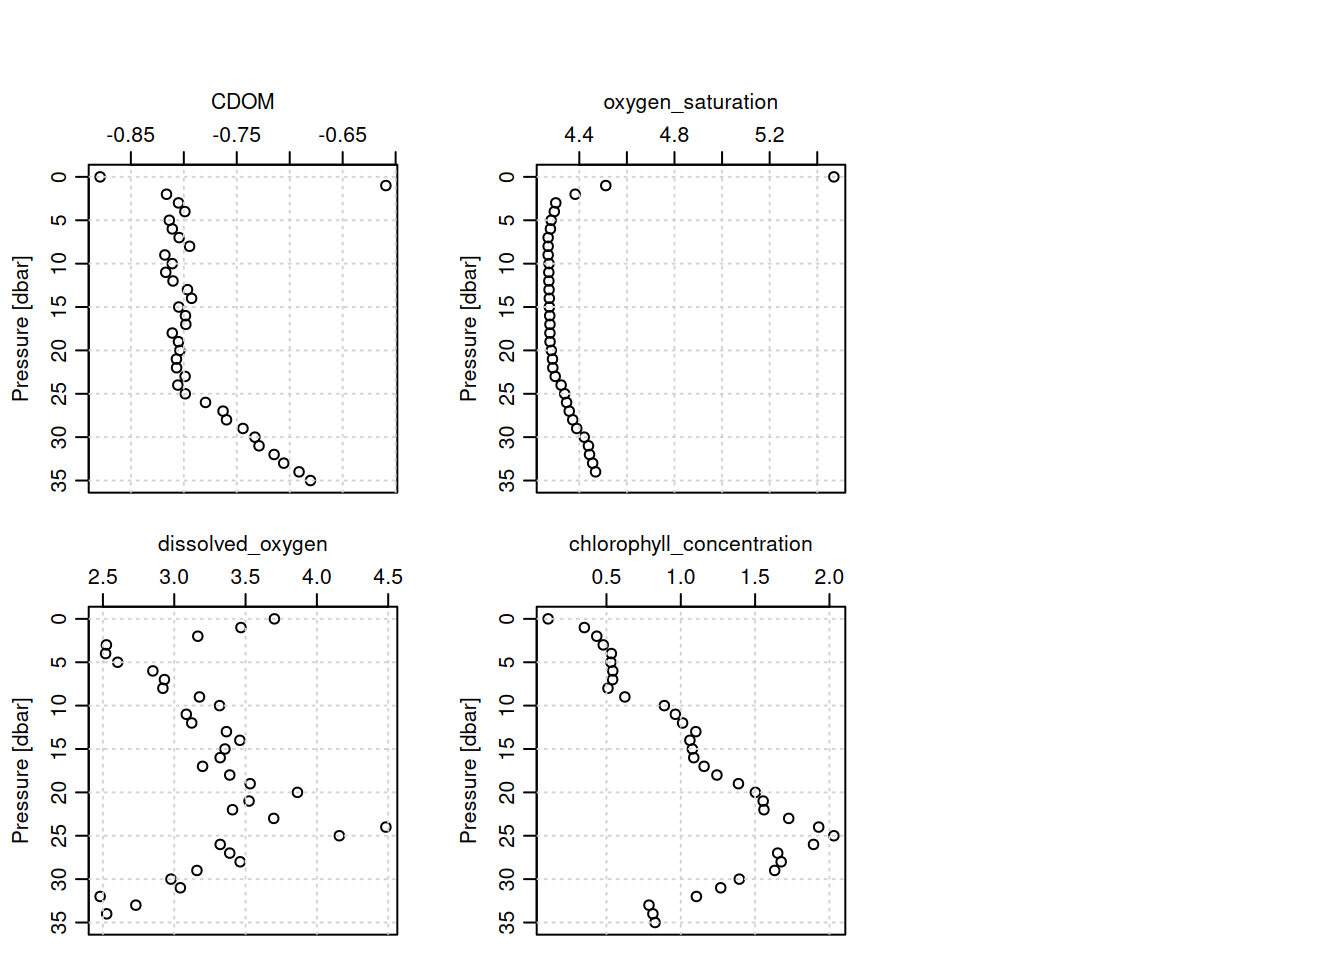 CDOM
-0.85 -0.75 -0.65
0 5 10 15 20 25 30 35
Pressure [dbar]
oxygen_saturation
4.4 4.8 5.2
0 5 10 15 20 25 30 35
Pressure [dbar]
dissolved_oxygen
2.5 3.0 3.5 4.0 4.5
0 5 10 15 20 25 30 35
Pressure [dbar]
chlorophyll_concentration
0.5 1.0 1.5 2.0
0 5 10 15 20 25 30 35
Pressure [dbar]